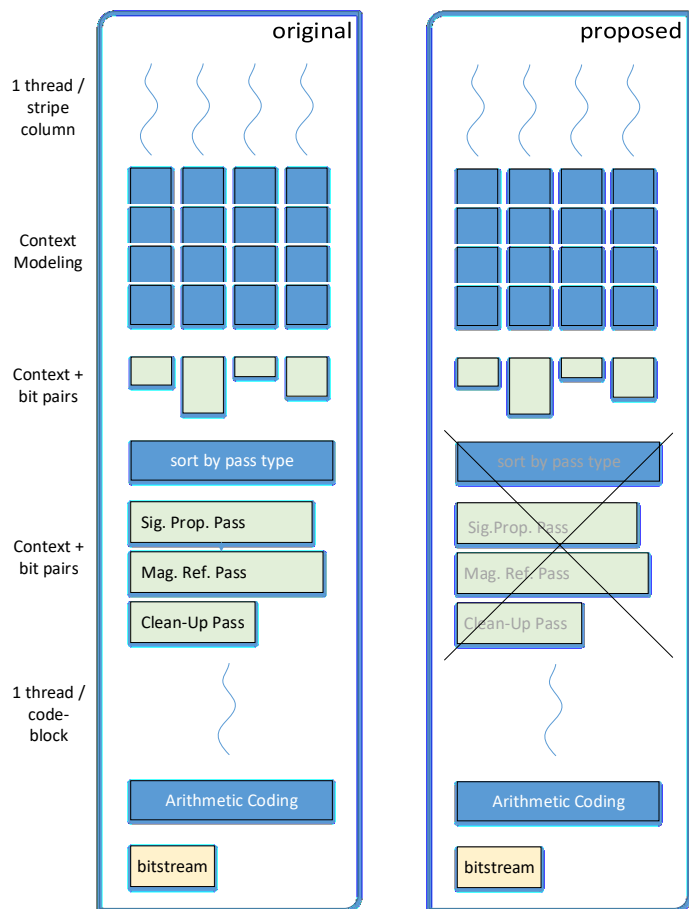 original
proposed
1 thread /
stripe
column
Context
Modeling
Context +
bit pairs
sort by pass type
sort by pass type
Context +
bit pairs
Sig. Prop. Pass
Mag. Ref. Pass
Clean-Up Pass
Sig.Prop. Pass
Mag. Ref. Pass
Clean-Up Pass
1 thread /
code-
block
Arithmetic Coding
Arithmetic Coding
bitstream
bitstream